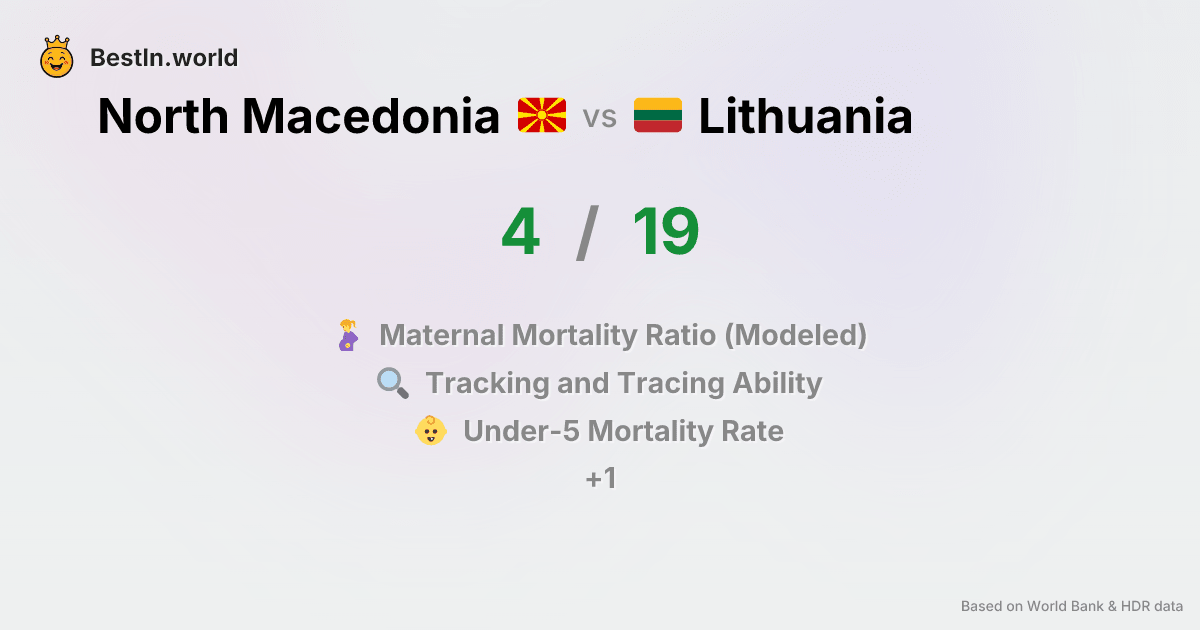 BestIn.world
North Macedonia vs Lithuania
4 / 19
Maternal Mortality Ratio (Modeled)
Tracking and Tracing Ability
Under-5 Mortality Rate
+1
Based on World Bank & HDR data